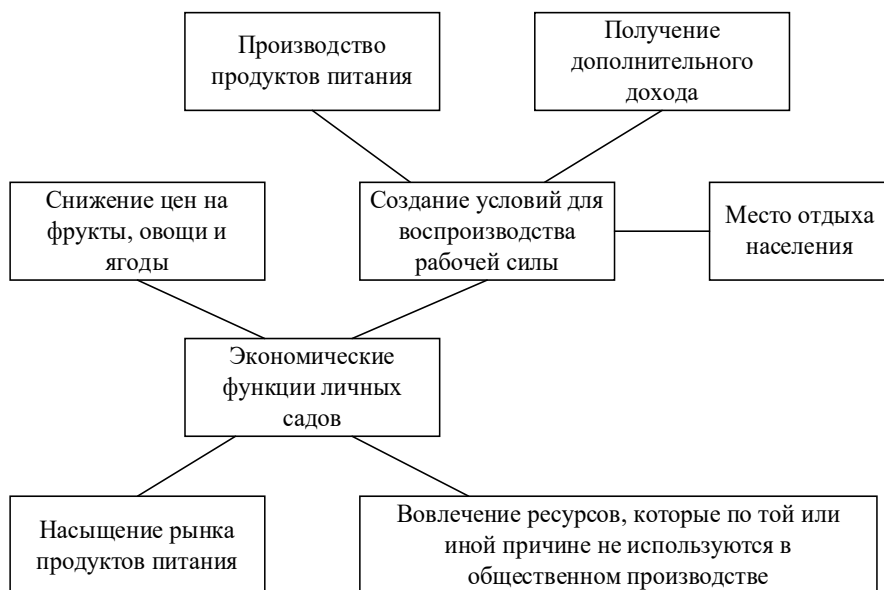 Производство
продуктов питания
Получение
дополнительного
дохода
Снижение цен на
фрукты, овощи и
ягоды
Создание условий для
воспроизводства
рабочей силы
Место отдыха
населения
Экономические
функции личных
садов
Насыщение рынка
продуктов питания
Вовлечение ресурсов, которые по той или
иной причине не используются в
общественном производстве